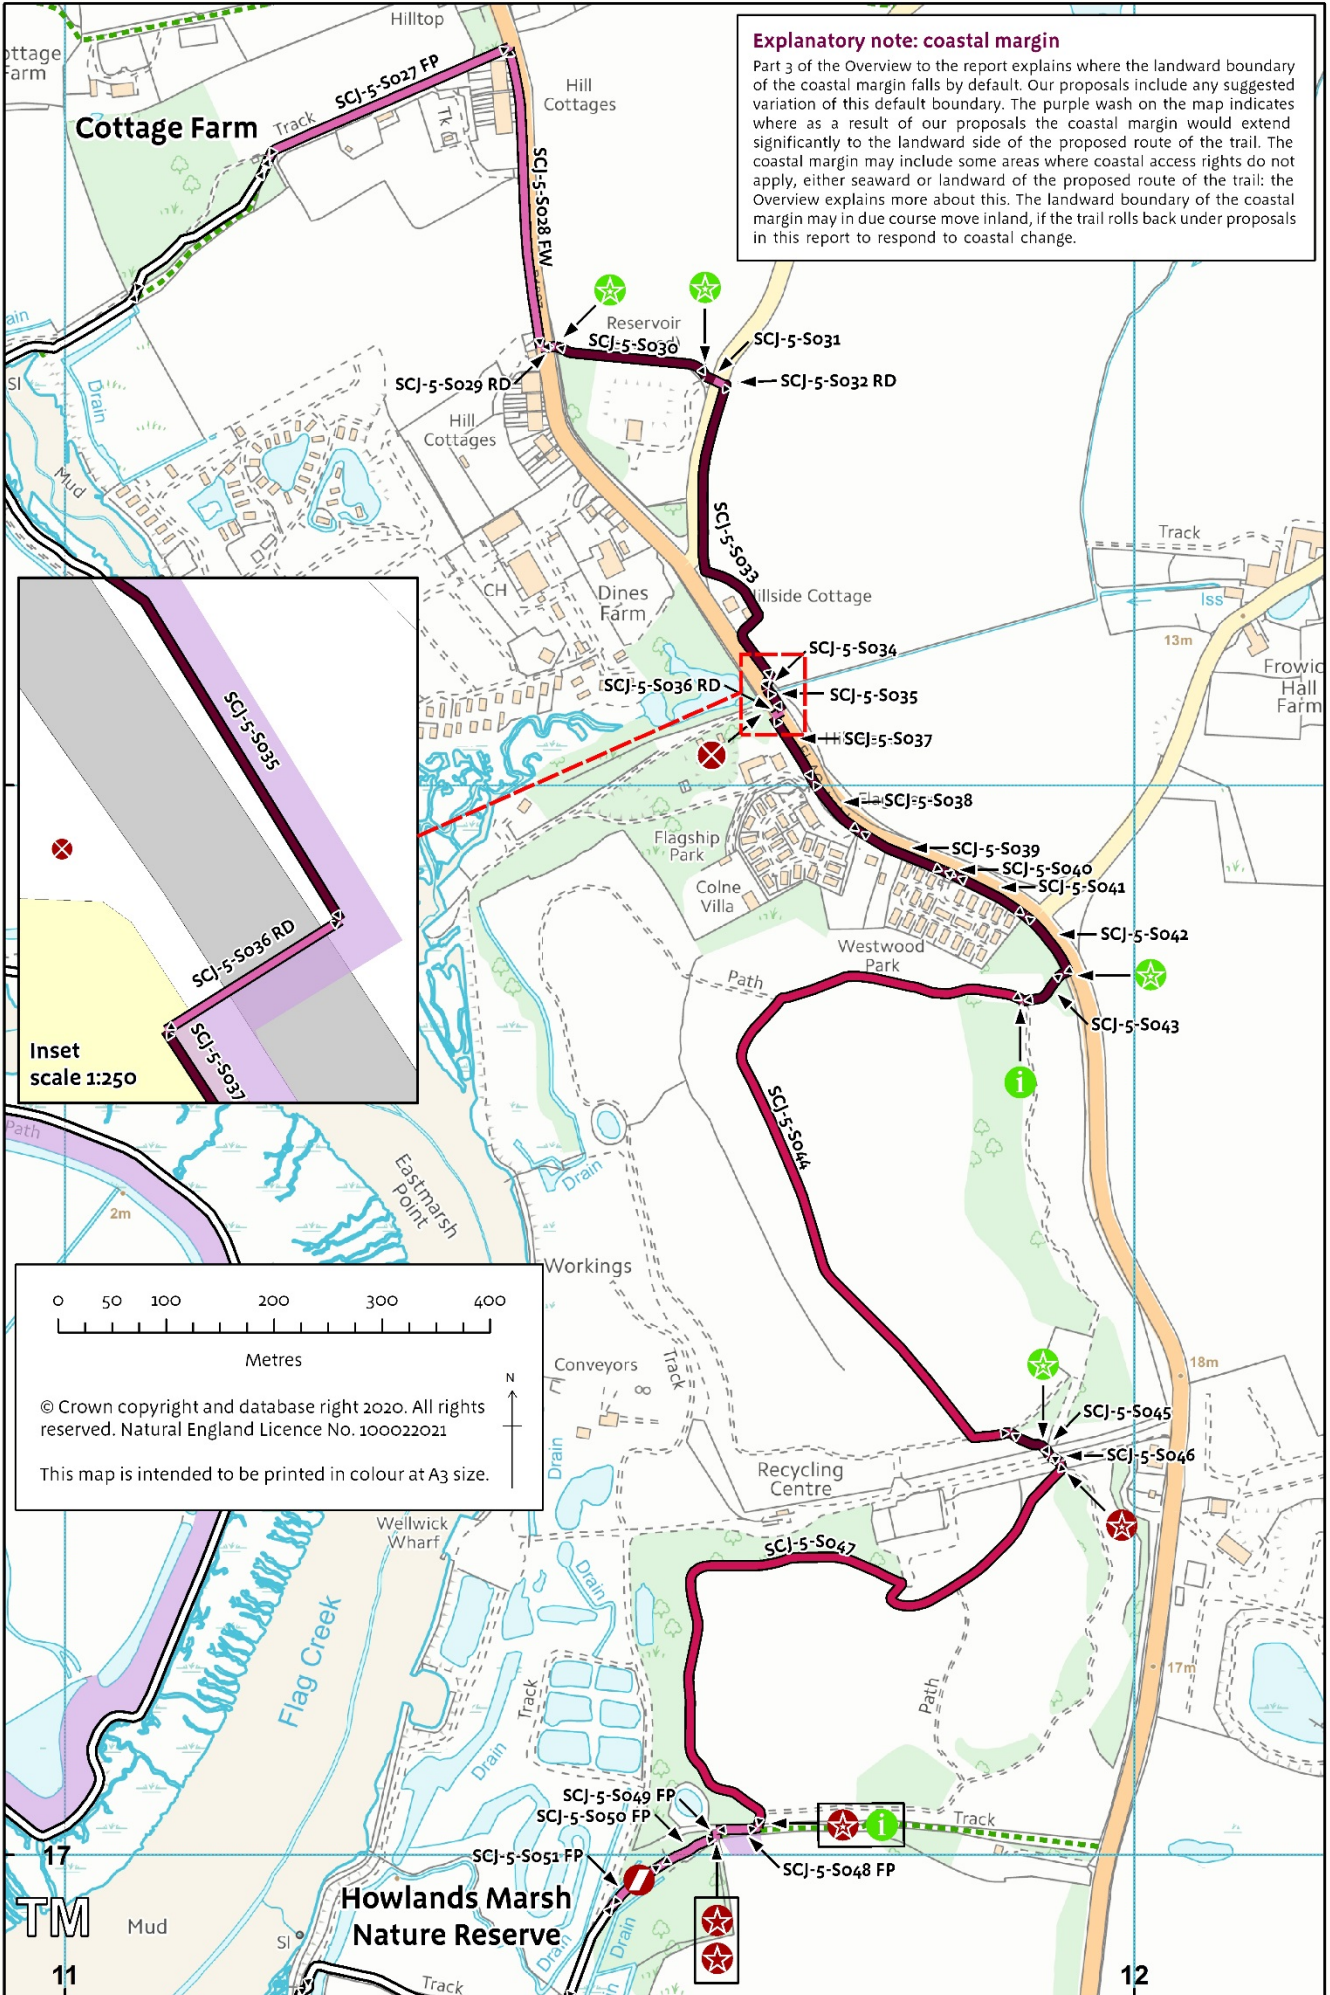 Hilltop
ottage
Farm
SCJ-5-S027 FP
Track
Cottage Farm
Tk
Hill
Cottages
SCJ-5-S028 FW
Explanatory note: coastal margin
Part 3 of the Overview to the report explains where the landward boundary
of the coastal margin falls by default. Our proposals include any suggested
variation of this default boundary. The purple wash on the map indicates
where as a result of our proposals the coastal margin would extend
significantly to the landward side of the proposed route of the trail. The
coastal margin may include some areas where coastal access rights do not
apply, either seaward or landward of the proposed route of the trail: the
Overview explains more about this. The landward boundary of the coastal
margin may in due course move inland, if the trail rolls back under proposals
in this report to respond to coastal change.
ain
Sl
Drain
Mud
Reservoir
SCJ-5-S030
SCJ-5-S031
SCJ-5-S029 RD
SCJ-5-S032 RD
Hill
Cottages
SCJ-5-S033
Track
CH
Dines
Farm
illside Cottage
Iss
13m
SCJ-5-S034
SCJ-5-S036 RD
SCJ-5-S035
Frowic
Hall
Farm
SCJ-5-S037
SCJ-5-S038
Flagship
Park
SCJ-5-S039
SCJ-5-S040
SCJ-5-S041
Colne
Villa
SCJ-5-S042
Westwood
Park
Path
SCJ-5-S043
SCJ-5-S035
SCJ-5-S036 RD
SCJ-5-S037
Inset
scale 1:250
i
SCJ-5-S044
Path
2m
Eastmarsh
Point
Drain
Workings
0 50 100 200 300 400
Metres
N
© Crown copyright and database right 2020. All rights
reserved. Natural England Licence No. 100022021
This map is intended to be printed in colour at A3 size.
Conveyors
Track
18m
SCJ-5-S045
SCJ-5-S046
Drain
Recycling
Centre
Wellwick
Wharf
SCJ-5-S047
Drain
Flag Creek
Track
Path
17m
Drain
SCJ-5-S049 FP
SCJ-5-S050 FP
i
Track
SCJ-5-S051 FP
SCJ-5-S048 FP
17
TM
Mud
Howlands Marsh
Nature Reserve
Sl
Drain
Drain
11
Track
12